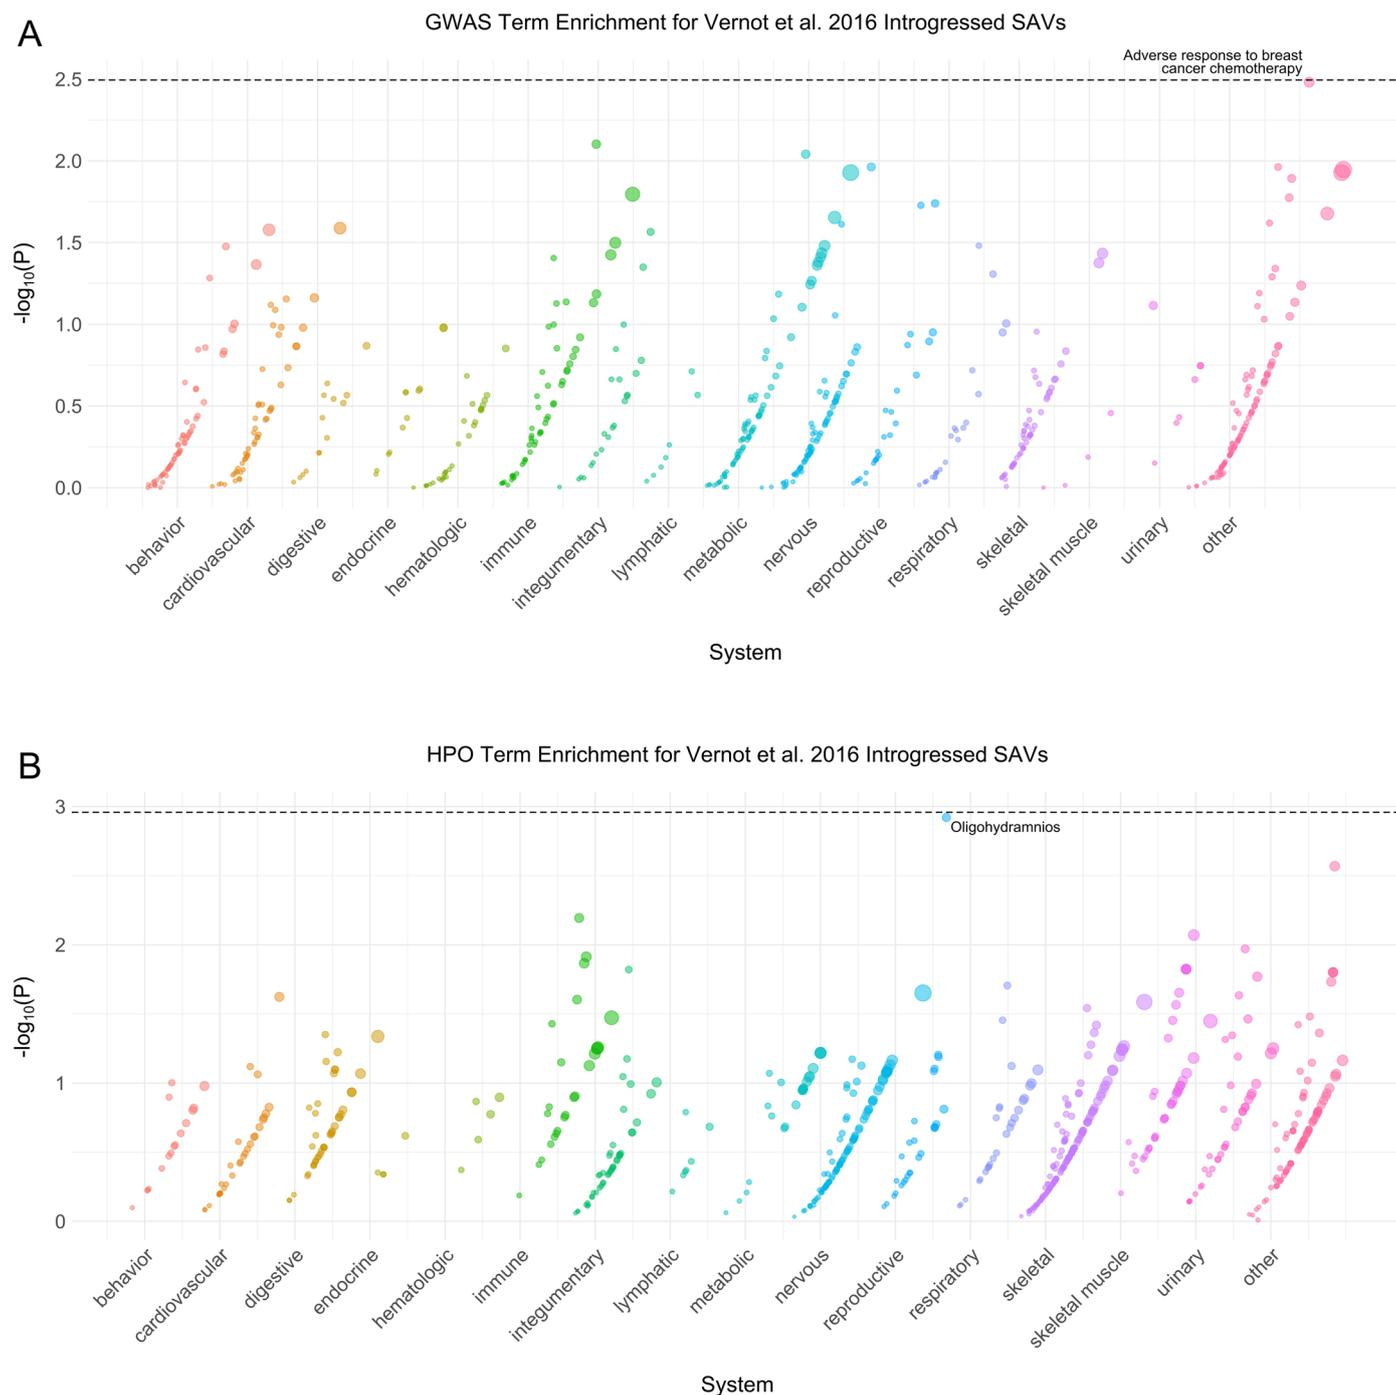 A
GWAS Term Enrichment for Vernot et al. 2016 Introgressed SAVs
Adverse response to breast
cancer chemotherapy
2.5
2.0
1.5
1.0
0.5
0.0
-log10(P)
behavior
cardiovascular
digestive
endocrine
hematologic
immune
integumentary
lymphatic
metabolic
nervous
reproductive
respiratory
skeletal
skeletal muscle
urinary
other
System
B
HPO Term Enrichment for Vernot et al. 2016 Introgressed SAVs
3
2
1
0
-log10(P)
Oligohydramnios
behavior
cardiovascular
digestive
endocrine
hematologic
immune
integumentary
lymphatic
metabolic
nervous
reproductive
respiratory
skeletal
skeletal muscle
urinary
other
System